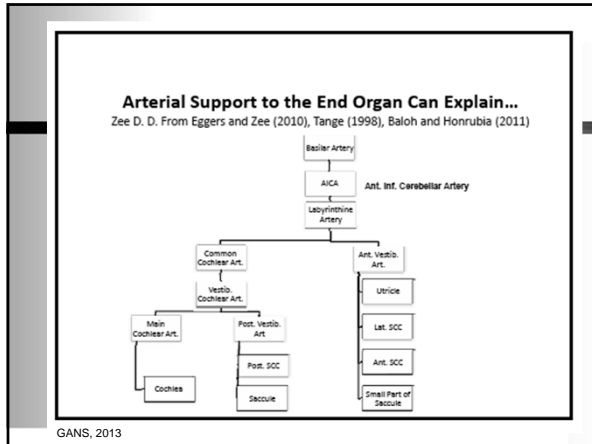 Arterial Support to the End Organ Can Explain...
Zee D. D. From Eggers and Zee (2010), Tange (1998), Baloh and Honrubia (2011)
Basilar Artery
AICA
Ant. Inf. Cerebellar Artery
Labyrinthine
Artery
Common
Cochlear Art.
Ant. Vestib.
Art.
Vestib.
Cochlear Art.
Utricle
Main
Cochlear Art.
Post. Vestib.
Art
Lat. SCC
Post. SCC
Ant. SCC
Cochlea
Saccule
Small Part of
Saccule
GANS, 2013